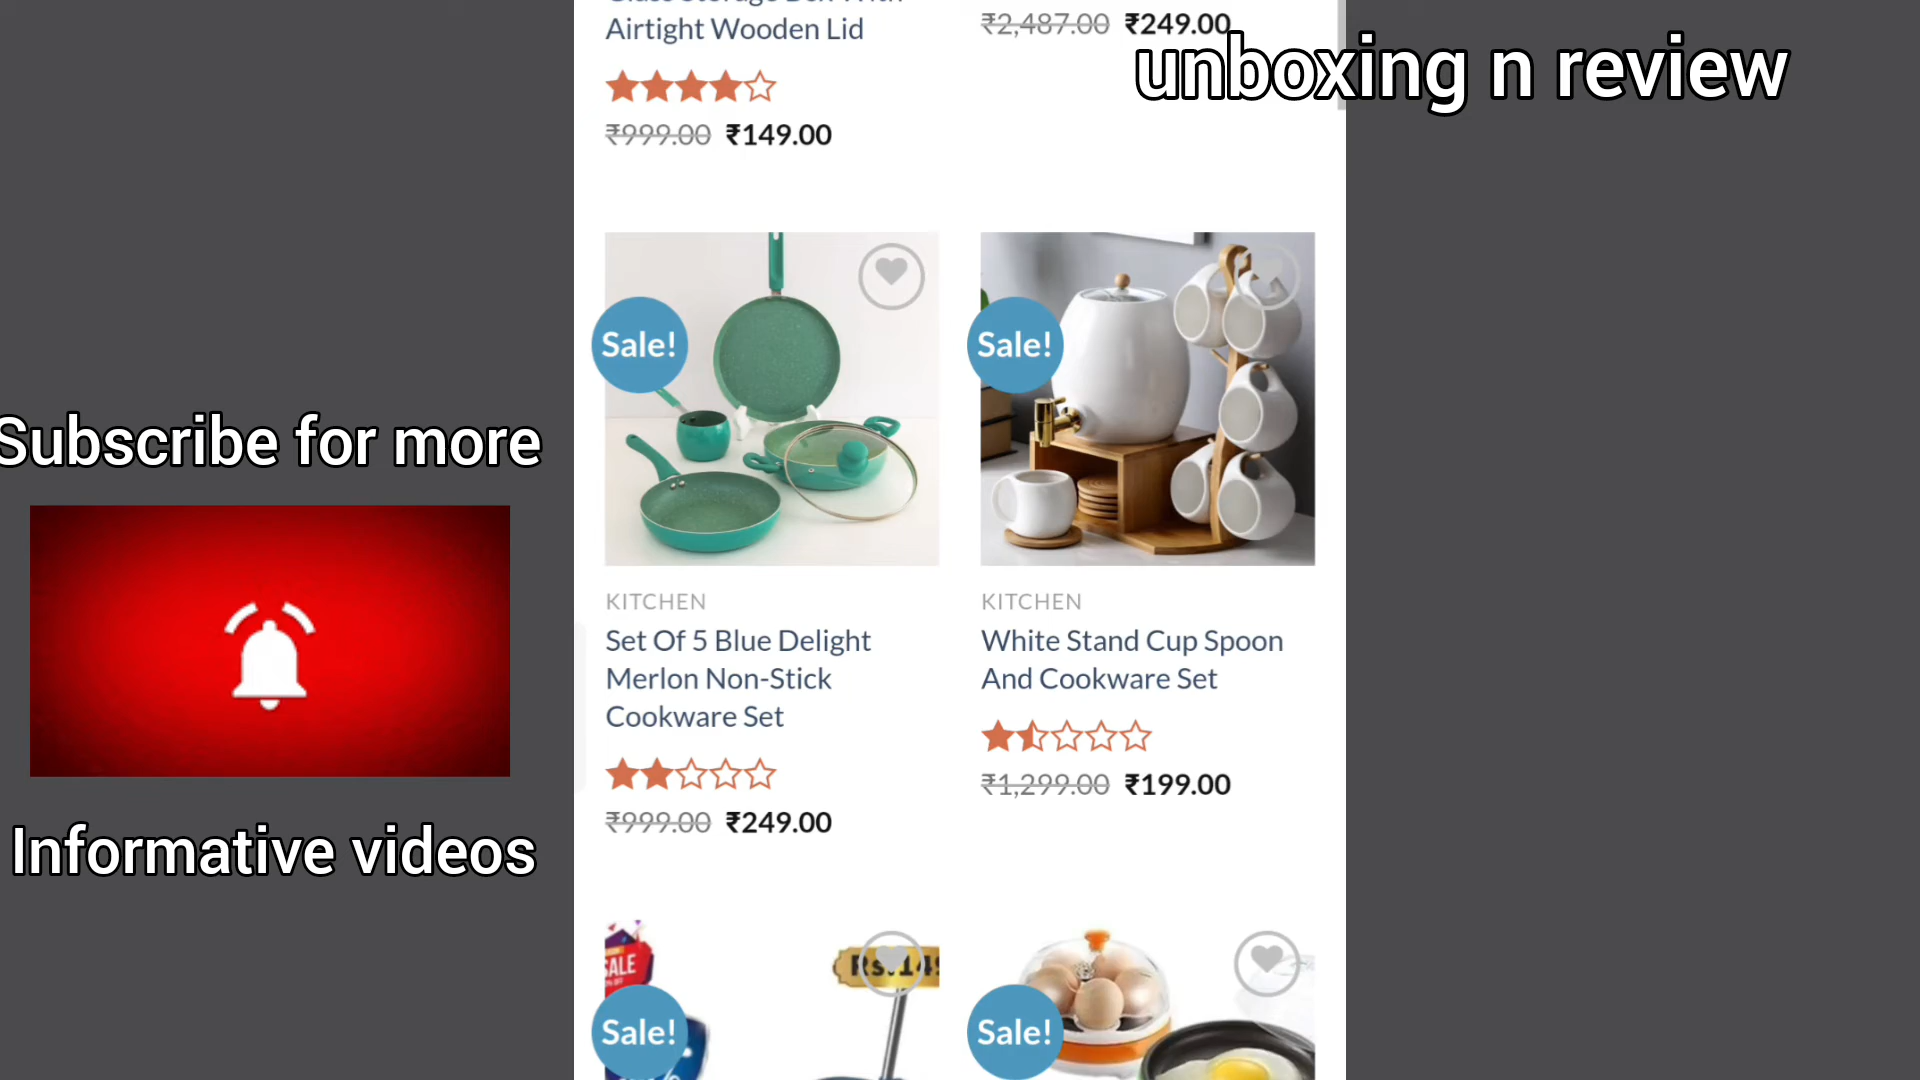 Airtight Wooden Lid
₹999.00 ₹149.00
₹2,487.00 ₹249.00
unboxing n review
Subscribe for more
Informative videos
Sale!
KITCHEN
Set Of 5 Blue Delight
Merlon Non-Stick
Cookware Set
₹999.00 ₹249.00
Sale!
KITCHEN
White Stand Cup Spoon
And Cookware Set
₹1,299.00 ₹199.00
SALE
Sale!
Sale!